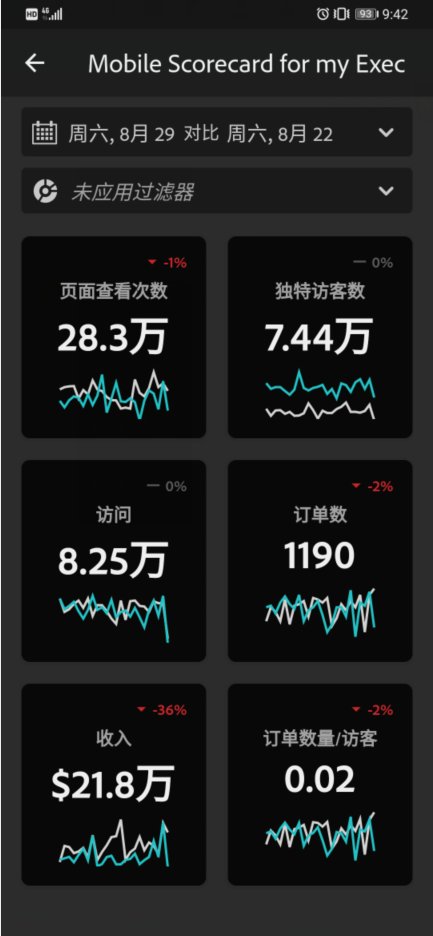 HD 4G 93 9:42
Mobile Scorecard for my Exec
周六, 8月 29 对比 周六, 8月 22
未应用过滤器
-1%
页面查看次数
28.3万
0%
独特访客数
7.44万
0%
访问
8.25万
-2%
订单数
1190
-36%
收入
$21.8万
-2%
订单数量/访客
0.02